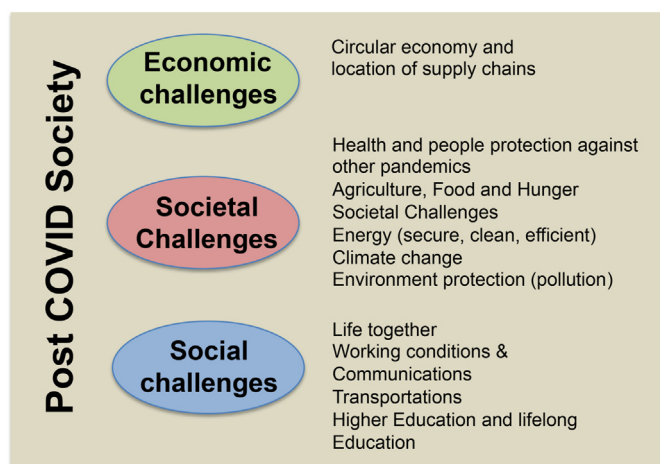 Post COVID Society
Economic
challenges
Circular economy and
location of supply chains
Societal
Challenges
Health and people protection against
other pandemics
Agriculture, Food and Hunger
Societal Challenges
Energy (secure, clean, efficient)
Climate change
Environment protection (pollution)
Social
challenges
Life together
Working conditions &
Communications
Transportations
Higher Education and lifelong
Education